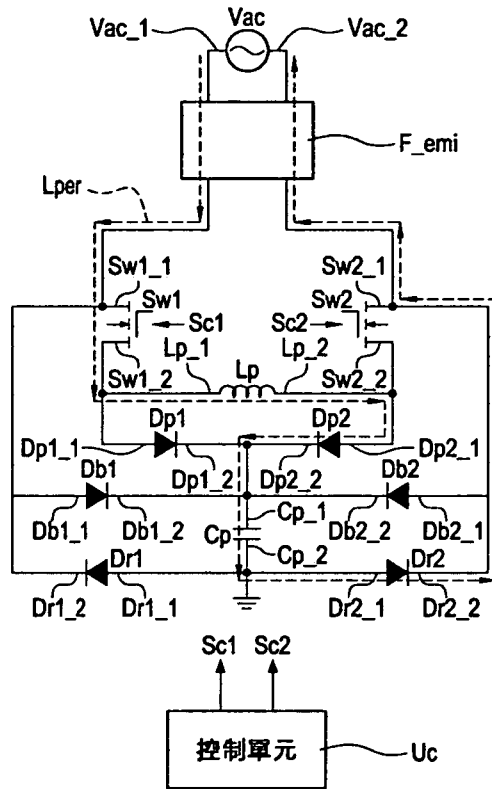 Vac
Vac_1 Vac_2
F_emi
Lper
Sw1_1 Sw2_1
Sw1 Sw2
Sc1 Sc2
Sw1_2 Lp_1 Lp Lp_2 Sw2_2
Dp1 Dp2
Dp1_1 Dp2_1
Db1 Dp1_2 Dp2_2 Db2
Cp_1
Db1_1 Db1_2 Cp Db2_2 Db2_1
Cp_2
Dr1 Dr2
Dr1_2 Dr1_1 Dr2_1 Dr2_2
Sc1 Sc2
控制單元
Uc